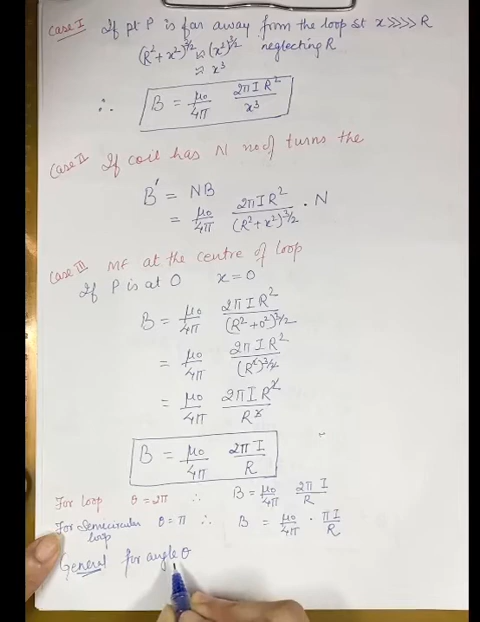 Case I If pt P is far away from the loop st x >>>> R
(R² + x²)^3/2 ≈ (x²)^3/2 neglecting R
≈ x³
∴ B = μ₀/4π 2πIR²/x³
Case II If coil has N no of turns the
B' = NB
= μ₀/4π 2πIR²/(R² + x²)^3/2 . N
Case III MF at the centre of loop
If P is at O x = 0
B = μ₀/4π 2πIR²/(R² + 0²)^3/2
= μ₀/4π 2πIR²/(R²)^3/2
= μ₀/4π 2πIR²/R³
B = μ₀/4π 2πI/R
For loop θ = 2π ∴ B = μ₀/4π 2πI/R
For Semicircular loop θ = π ∴ B = μ₀/4π . πI/R
General for angle θ